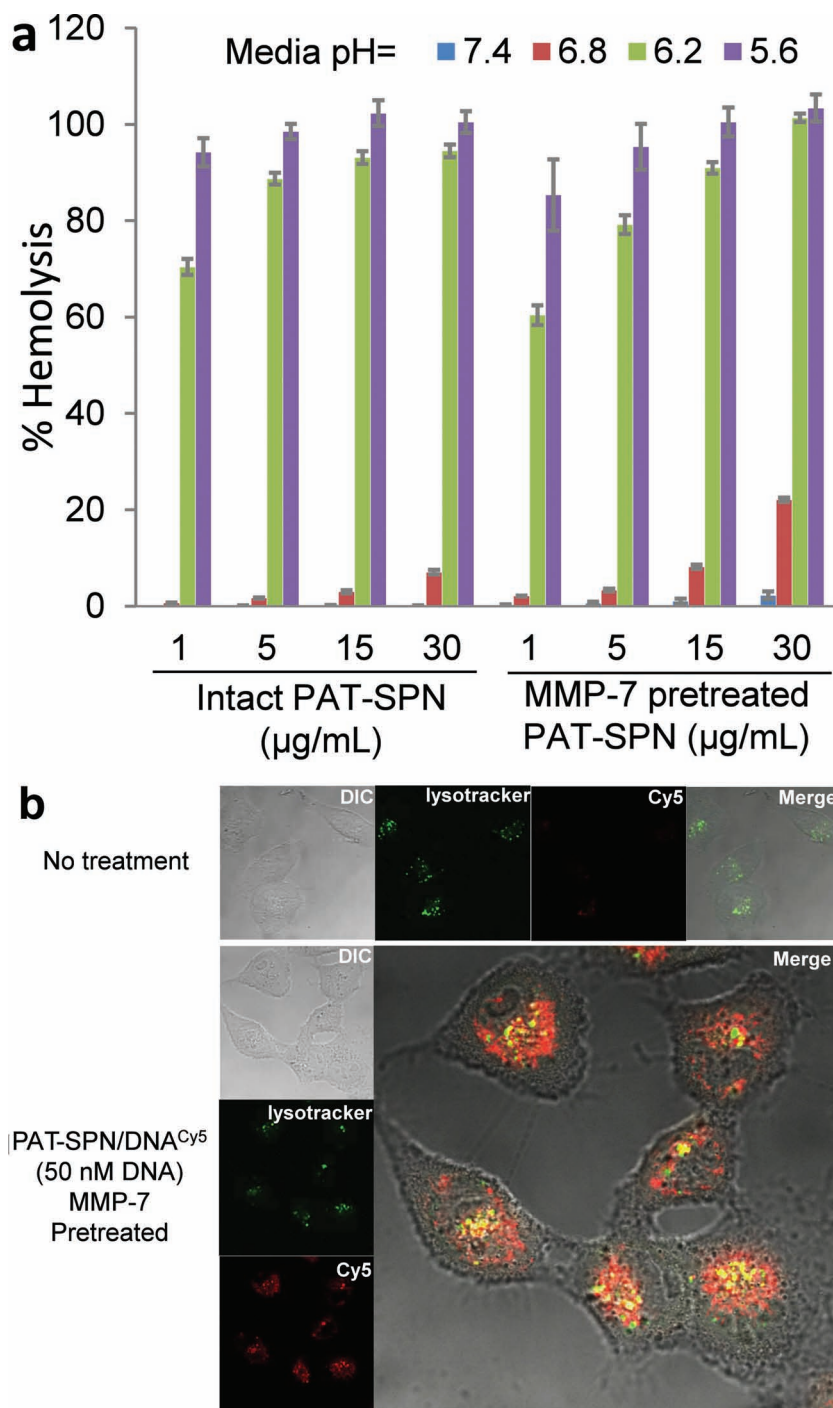 a
Media pH= 7.4 6.8 6.2 5.6
120
100
80
60
40
20
0
% Hemolysis
1 5 15 30 1 5 15 30
Intact PAT-SPN
(µg/mL)
MMP-7 pretreated
PAT-SPN (µg/mL)
b
No treatment
DIC
lysotracker
Cy5
Merge
PAT-SPN/DNACy5
(50 nM DNA)
MMP-7
Pretreated
DIC
lysotracker
Cy5
Merge